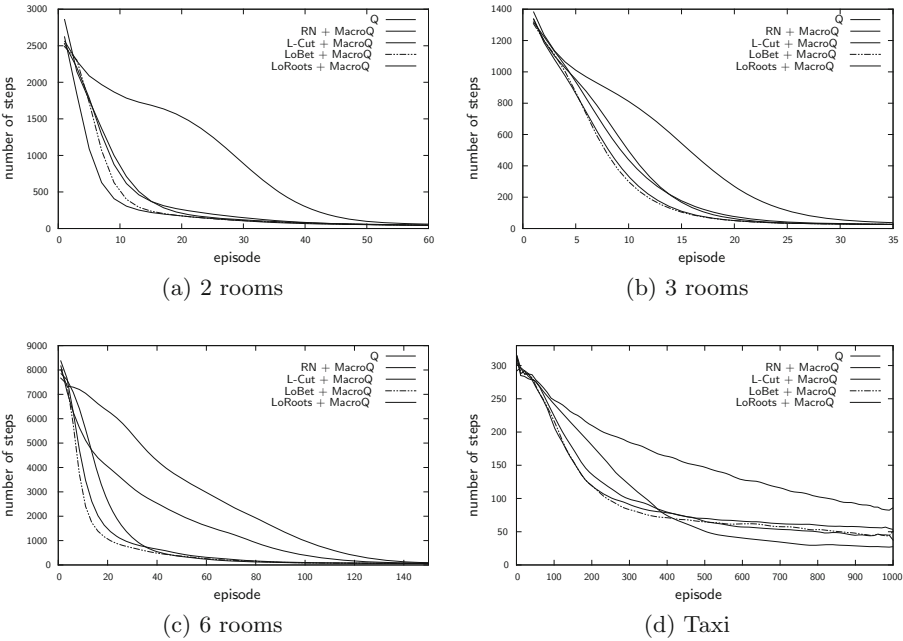 3000
2500
2000
1500
1000
500
0
0 10 20 30 40 50 60
number of steps
episode
Q
RN + MacroQ
L-Cut + MacroQ
LoBet + MacroQ
LoRoots + MacroQ
(a) 2 rooms
1400
1200
1000
800
600
400
200
0
0 5 10 15 20 25 30 35
number of steps
episode
Q
RN + MacroQ
L-Cut + MacroQ
LoBet + MacroQ
LoRoots + MacroQ
(b) 3 rooms
9000
8000
7000
6000
5000
4000
3000
2000
1000
0
0 20 40 60 80 100 120 140
number of steps
episode
Q
RN + MacroQ
L-Cut + MacroQ
LoBet + MacroQ
LoRoots + MacroQ
(c) 6 rooms
300
250
200
150
100
50
0
0 100 200 300 400 500 600 700 800 900 1000
number of steps
episode
Q
RN + MacroQ
L-Cut + MacroQ
LoBet + MacroQ
LoRoots + MacroQ
(d) Taxi